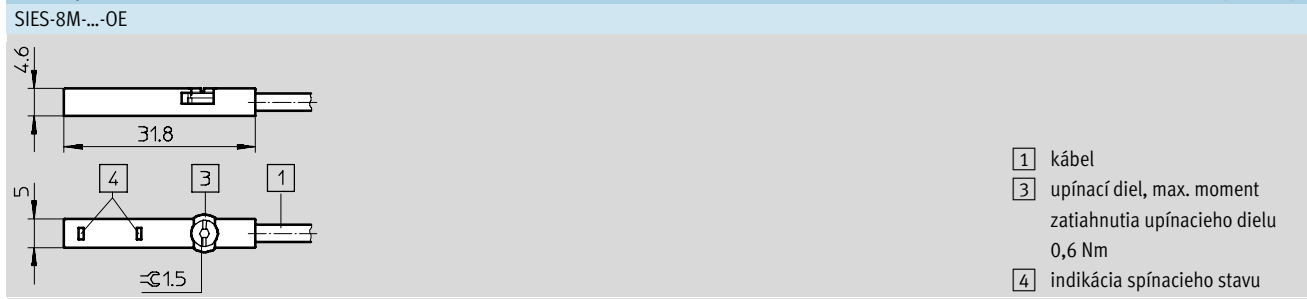 SIES-8M-...-OE
4.6
31.8
4
3
1
5
1.5
1 kábel
3 upínací diel, max. moment
zatiahnutia upínacieho dielu
0,6 Nm
4 indikácia spínacieho stavu